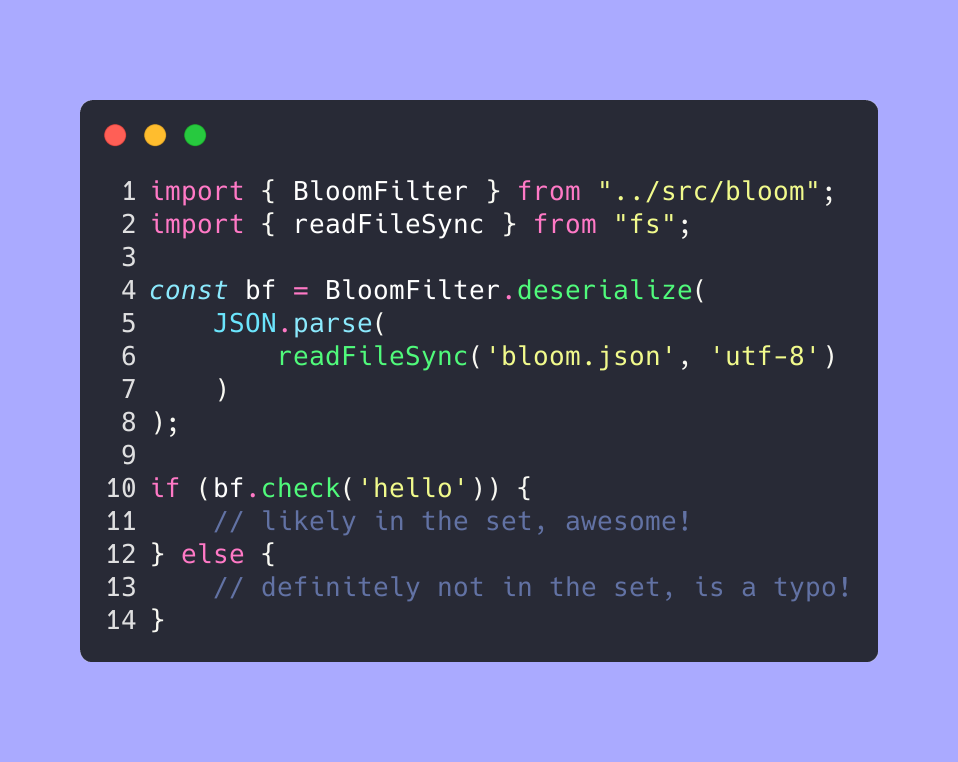 1 import { BloomFilter } from "../src/bloom";
2 import { readFileSync } from "fs";
3
4 const bf = BloomFilter.deserialize(
5     JSON.parse(
6         readFileSync('bloom.json', 'utf-8')
7     )
8 );
9
10 if (bf.check('hello')) {
11     // likely in the set, awesome!
12 } else {
13     // definitely not in the set, is a typo!
14 }